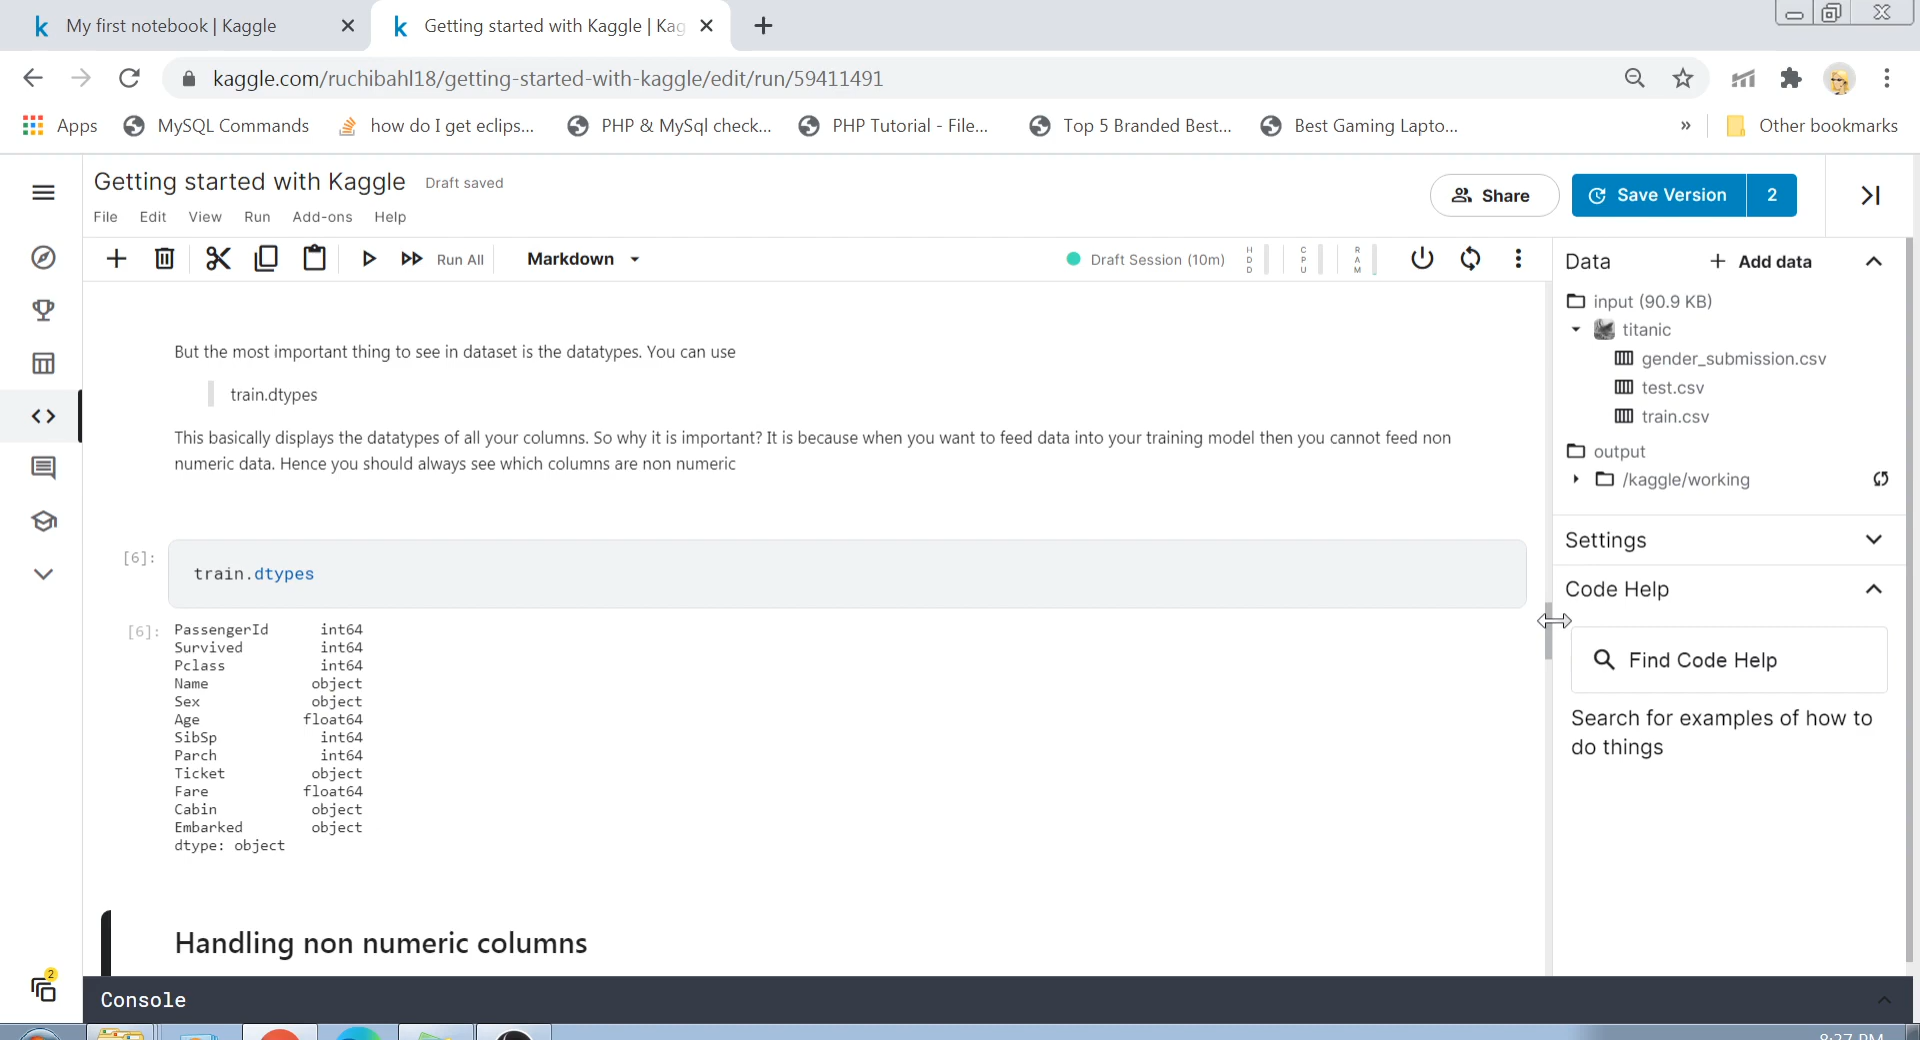 My first notebook | Kaggle
Getting started with Kaggle | Kag
kaggle.com/ruchibahl18/getting-started-with-kaggle/edit/run/59411491
Apps
MySQL Commands
how do I get eclips...
PHP & MySql check...
PHP Tutorial - File...
Top 5 Branded Best...
Best Gaming Lapto...
»
Other bookmarks
Getting started with Kaggle
Draft saved
File Edit View Run Add-ons Help
Share
Save Version 2
Run All
Markdown
Draft Session (10m)
HDD
CPU
RAM
But the most important thing to see in dataset is the datatypes. You can use
train.dtypes
This basically displays the datatypes of all your columns. So why it is important? It is because when you want to feed data into your training model then you cannot feed non
numeric data. Hence you should always see which columns are non numeric
[6]:
train.dtypes
[6]:
PassengerId int64
Survived int64
Pclass int64
Name object
Sex object
Age float64
SibSp int64
Parch int64
Ticket object
Fare float64
Cabin object
Embarked object
dtype: object
Handling non numeric columns
Data
+ Add data
input (90.9 KB)
titanic
gender_submission.csv
test.csv
train.csv
output
/kaggle/working
Settings
Code Help
Find Code Help
Search for examples of how to
do things
2
Console
8:37 PM